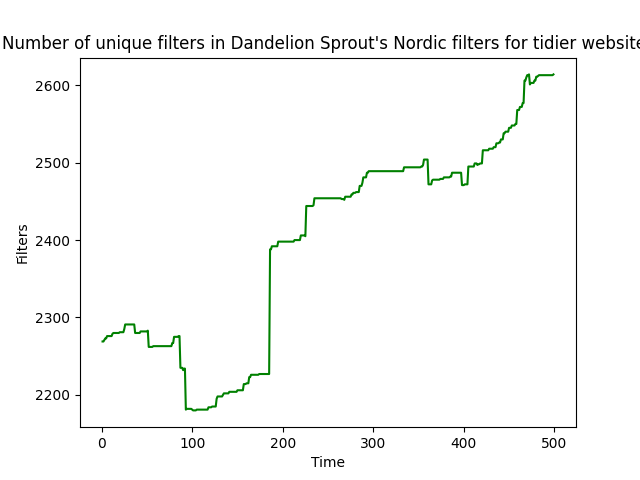 Number of unique filters in Dandelion Sprout's Nordic filters for tidier website
2600
2500
2400
2300
2200
Filters
0 100 200 300 400 500
Time